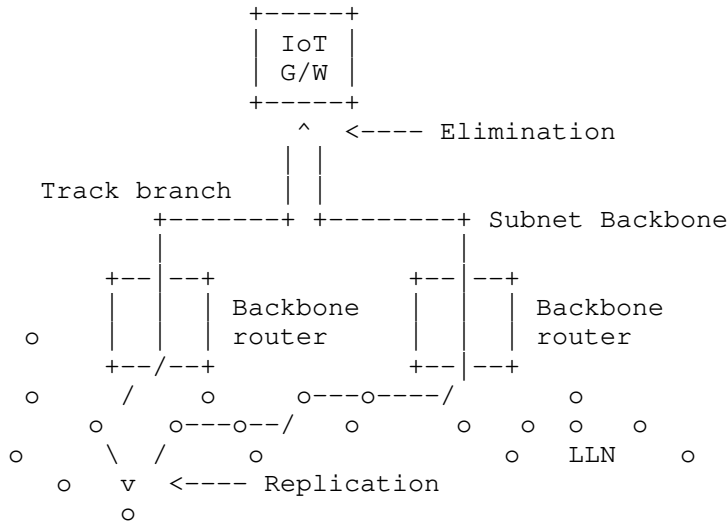 IoT
G/W
<---- Elimination
Track branch
Subnet Backbone
Backbone Backbone
router router
LLN
v <---- Replication